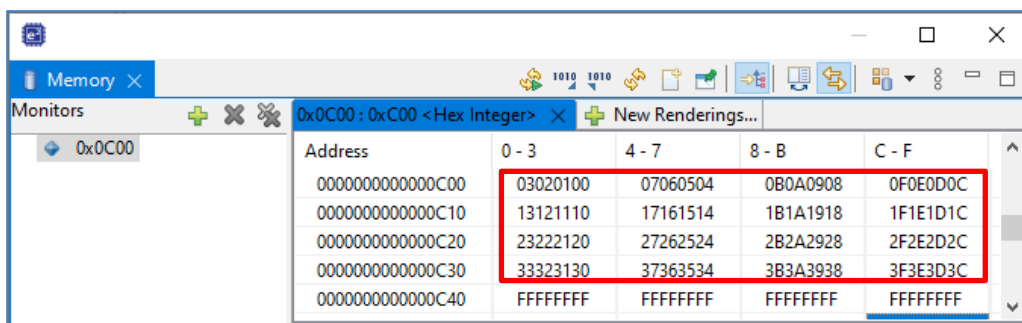 Memory
1010 1010
Monitors
0x0C00 : 0xC00 <Hex Integer> New Renderings...
0x0C00
Address 0 - 3 4 - 7 8 - B C - F
0000000000000C00 03020100 07060504 0B0A0908 0F0E0D0C
0000000000000C10 13121110 17161514 1B1A1918 1F1E1D1C
0000000000000C20 23222120 27262524 2B2A2928 2F2E2D2C
0000000000000C30 33323130 37363534 3B3A3938 3F3E3D3C
0000000000000C40 FFFFFFFF FFFFFFFF FFFFFFFF FFFFFFFF